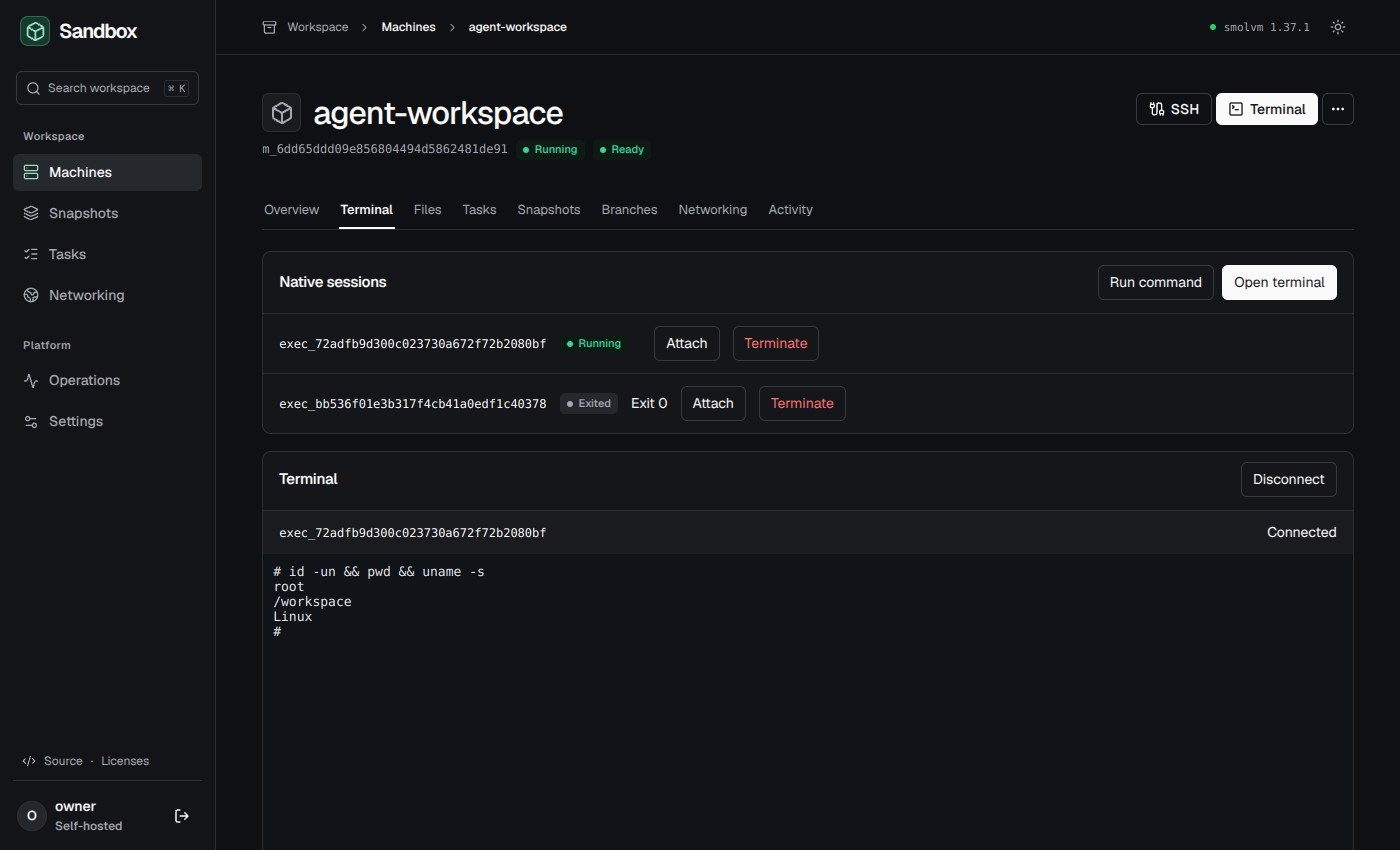 Sandbox
Search workspace ⌘ K
Workspace
Machines
Snapshots
Tasks
Networking
Platform
Operations
Settings
Source · Licenses
O owner
Self-hosted
Workspace > Machines > agent-workspace
smolvm 1.37.1
agent-workspace
SSH Terminal ···
m_6dd65ddd09e856804494d5862481de91 Running Ready
Overview Terminal Files Tasks Snapshots Branches Networking Activity
Native sessions Run command Open terminal
exec_72adfb9d300c023730a672f72b2080bf Running Attach Terminate
exec_bb536f01e3b317f4cb41a0edf1c40378 Exited Exit 0 Attach Terminate
Terminal Disconnect
exec_72adfb9d300c023730a672f72b2080bf Connected
# id -un && pwd && uname -s
root
/workspace
Linux
#